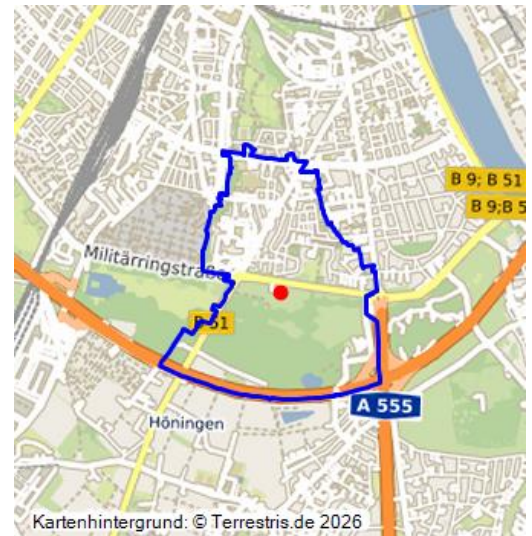 B 9; B 51
B 9;B 5
Militärringstraße
B 51
A 555
Höningen
Kartenhintergrund: © Terrestris.de 2026